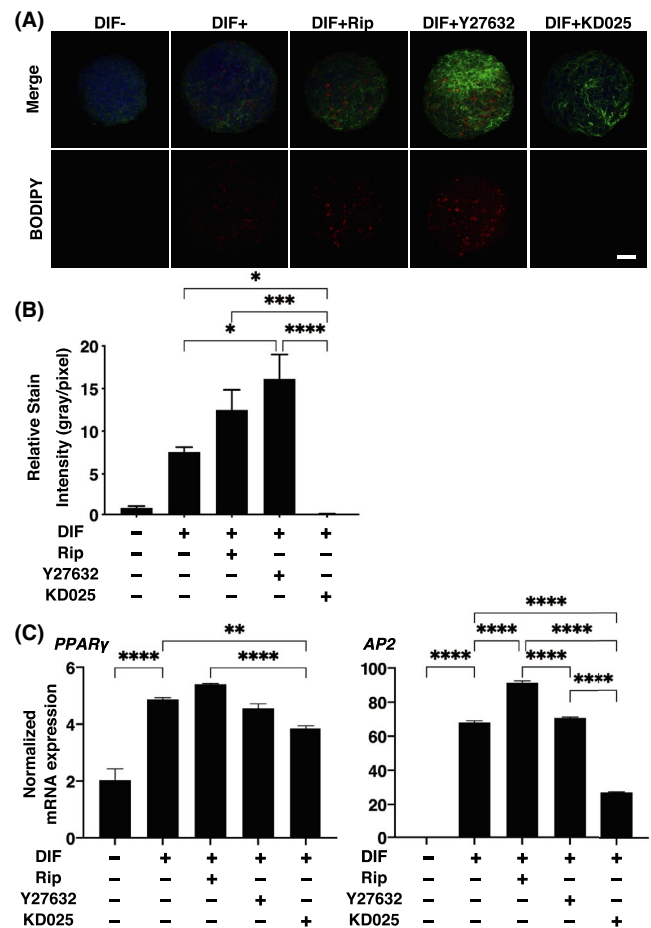 (A)
DIF- DIF+ DIF+Rip DIF+Y27632 DIF+KD025
Merge
BODIPY
(B)
*
***
* ****
Relative Stain
Intensity (gray/pixel)
20
15
10
5
0
DIF − + + + +
Rip − − + − −
Y27632 − − − + −
KD025 − − − − +
(C)
PPARγ
**
**** ****
Normalized
mRNA expression
6
4
2
0
DIF − + + + +
Rip − − + − −
Y27632 − − − + −
KD025 − − − − +
AP2
****
**** ****
**** ****
****
100
80
60
40
20
0
DIF − + + + +
Rip − − + − −
Y27632 − − − + −
KD025 − − − − +